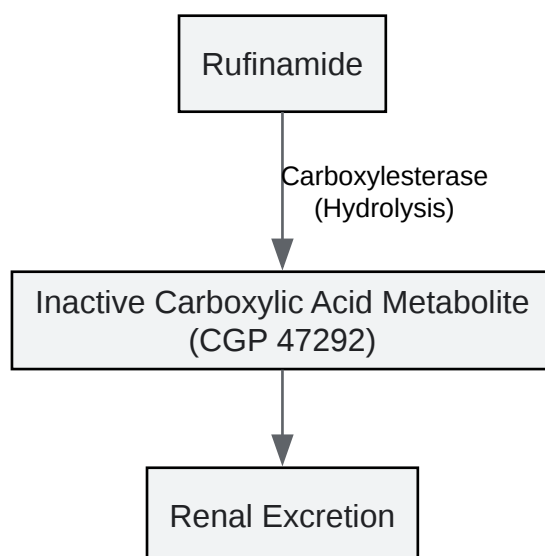 Rufinamide
Carboxylesterase
(Hydrolysis)
Inactive Carboxylic Acid Metabolite
(CGP 47292)
Renal Excretion